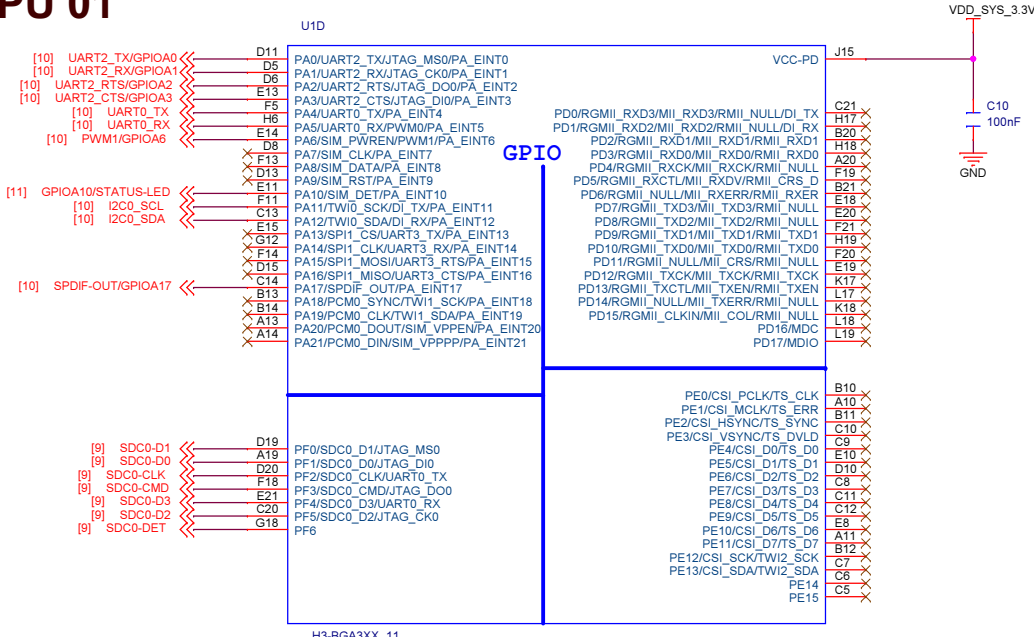 PU 01
U1D
VDD_SYS_3.3V
C10
100nF
GND
GPIO
[10] UART2_TX/GPIOA0 D11 PA0/UART2_TX/JTAG_MS0/PA_EINT0
[10] UART2_RX/GPIOA1 D5 PA1/UART2_RX/JTAG_CK0/PA_EINT1
[10] UART2_RTS/GPIOA2 D6 PA2/UART2_RTS/JTAG_DO0/PA_EINT2
[10] UART2_CTS/GPIOA3 E13 PA3/UART2_CTS/JTAG_DI0/PA_EINT3
[10] UART0_TX F5 PA4/UART0_TX/PA_EINT4
[10] UART0_RX H6 PA5/UART0_RX/PWM0/PA_EINT5
[10] PWM1/GPIOA6 E14 PA6/SIM_PWREN/PWM1/PA_EINT6
D8 PA7/SIM_CLK/PA_EINT7
F13 PA8/SIM_DATA/PA_EINT8
D13 PA9/SIM_RST/PA_EINT9
[11] GPIOA10/STATUS-LED E11 PA10/SIM_DET/PA_EINT10
[10] I2C0_SCL F11 PA11/TWI0_SCK/DI_TX/PA_EINT11
[10] I2C0_SDA C13 PA12/TWI0_SDA/DI_RX/PA_EINT12
E15 PA13/SPI1_CS/UART3_TX/PA_EINT13
G12 PA14/SPI1_CLK/UART3_RX/PA_EINT14
F14 PA15/SPI1_MOSI/UART3_RTS/PA_EINT15
D15 PA16/SPI1_MISO/UART3_CTS/PA_EINT16
[10] SPDIF-OUT/GPIOA17 C14 PA17/SPDIF_OUT/PA_EINT17
B13 PA18/PCM0_SYNC/TWI1_SCK/PA_EINT18
B14 PA19/PCM0_CLK/TWI1_SDA/PA_EINT19
A13 PA20/PCM0_DOUT/SIM_VPPEN/PA_EINT20
A14 PA21/PCM0_DIN/SIM_VPPPP/PA_EINT21
VCC-PD J15
PD0/RGMII_RXD3/MII_RXD3/RMII_NULL/DI_TX C21
PD1/RGMII_RXD2/MII_RXD2/RMII_NULL/DI_RX H17
PD2/RGMII_RXD1/MII_RXD1/RMII_RXD1 B20
PD3/RGMII_RXD0/MII_RXD0/RMII_RXD0 H18
PD4/RGMII_RXCK/MII_RXCK/RMII_NULL A20
PD5/RGMII_RXCTL/MII_RXDV/RMII_CRS_D F19
PD6/RGMII_NULL/MII_RXERR/RMII_RXER B21
PD7/RGMII_TXD3/MII_TXD3/RMII_NULL E18
PD8/RGMII_TXD2/MII_TXD2/RMII_NULL E20
PD9/RGMII_TXD1/MII_TXD1/RMII_TXD1 F21
PD10/RGMII_TXD0/MII_TXD0/RMII_TXD0 H19
PD11/RGMII_NULL/MII_CRS/RMII_NULL F20
PD12/RGMII_TXCK/MII_TXCK/RMII_TXCK E19
PD13/RGMII_TXCTL/MII_TXEN/RMII_TXEN K17
PD14/RGMII_NULL/MII_TXERR/RMII_NULL L17
PD15/RGMII_CLKIN/MII_COL/RMII_NULL K18
PD16/MDC L18
PD17/MDIO L19
[9] SDC0-D1 D19 PF0/SDC0_D1/JTAG_MS0
[9] SDC0-D0 A19 PF1/SDC0_D0/JTAG_DI0
[9] SDC0-CLK D20 PF2/SDC0_CLK/UART0_TX
[9] SDC0-CMD F18 PF3/SDC0_CMD/JTAG_DO0
[9] SDC0-D3 E21 PF4/SDC0_D3/UART0_RX
[9] SDC0-D2 C20 PF5/SDC0_D2/JTAG_CK0
[9] SDC0-DET G18 PF6
PE0/CSI_PCLK/TS_CLK B10
PE1/CSI_MCLK/TS_ERR A10
PE2/CSI_HSYNC/TS_SYNC B11
PE3/CSI_VSYNC/TS_DVLD C10
PE4/CSI_D0/TS_D0 C9
PE5/CSI_D1/TS_D1 E10
PE6/CSI_D2/TS_D2 D10
PE7/CSI_D3/TS_D3 C8
PE8/CSI_D4/TS_D4 C11
PE9/CSI_D5/TS_D5 C12
PE10/CSI_D6/TS_D6 E8
PE11/CSI_D7/TS_D7 A11
PE12/CSI_SCK/TWI2_SCK B12
PE13/CSI_SDA/TWI2_SDA C7
PE14 C6
PE15 C5
H3-BGA3XX_11